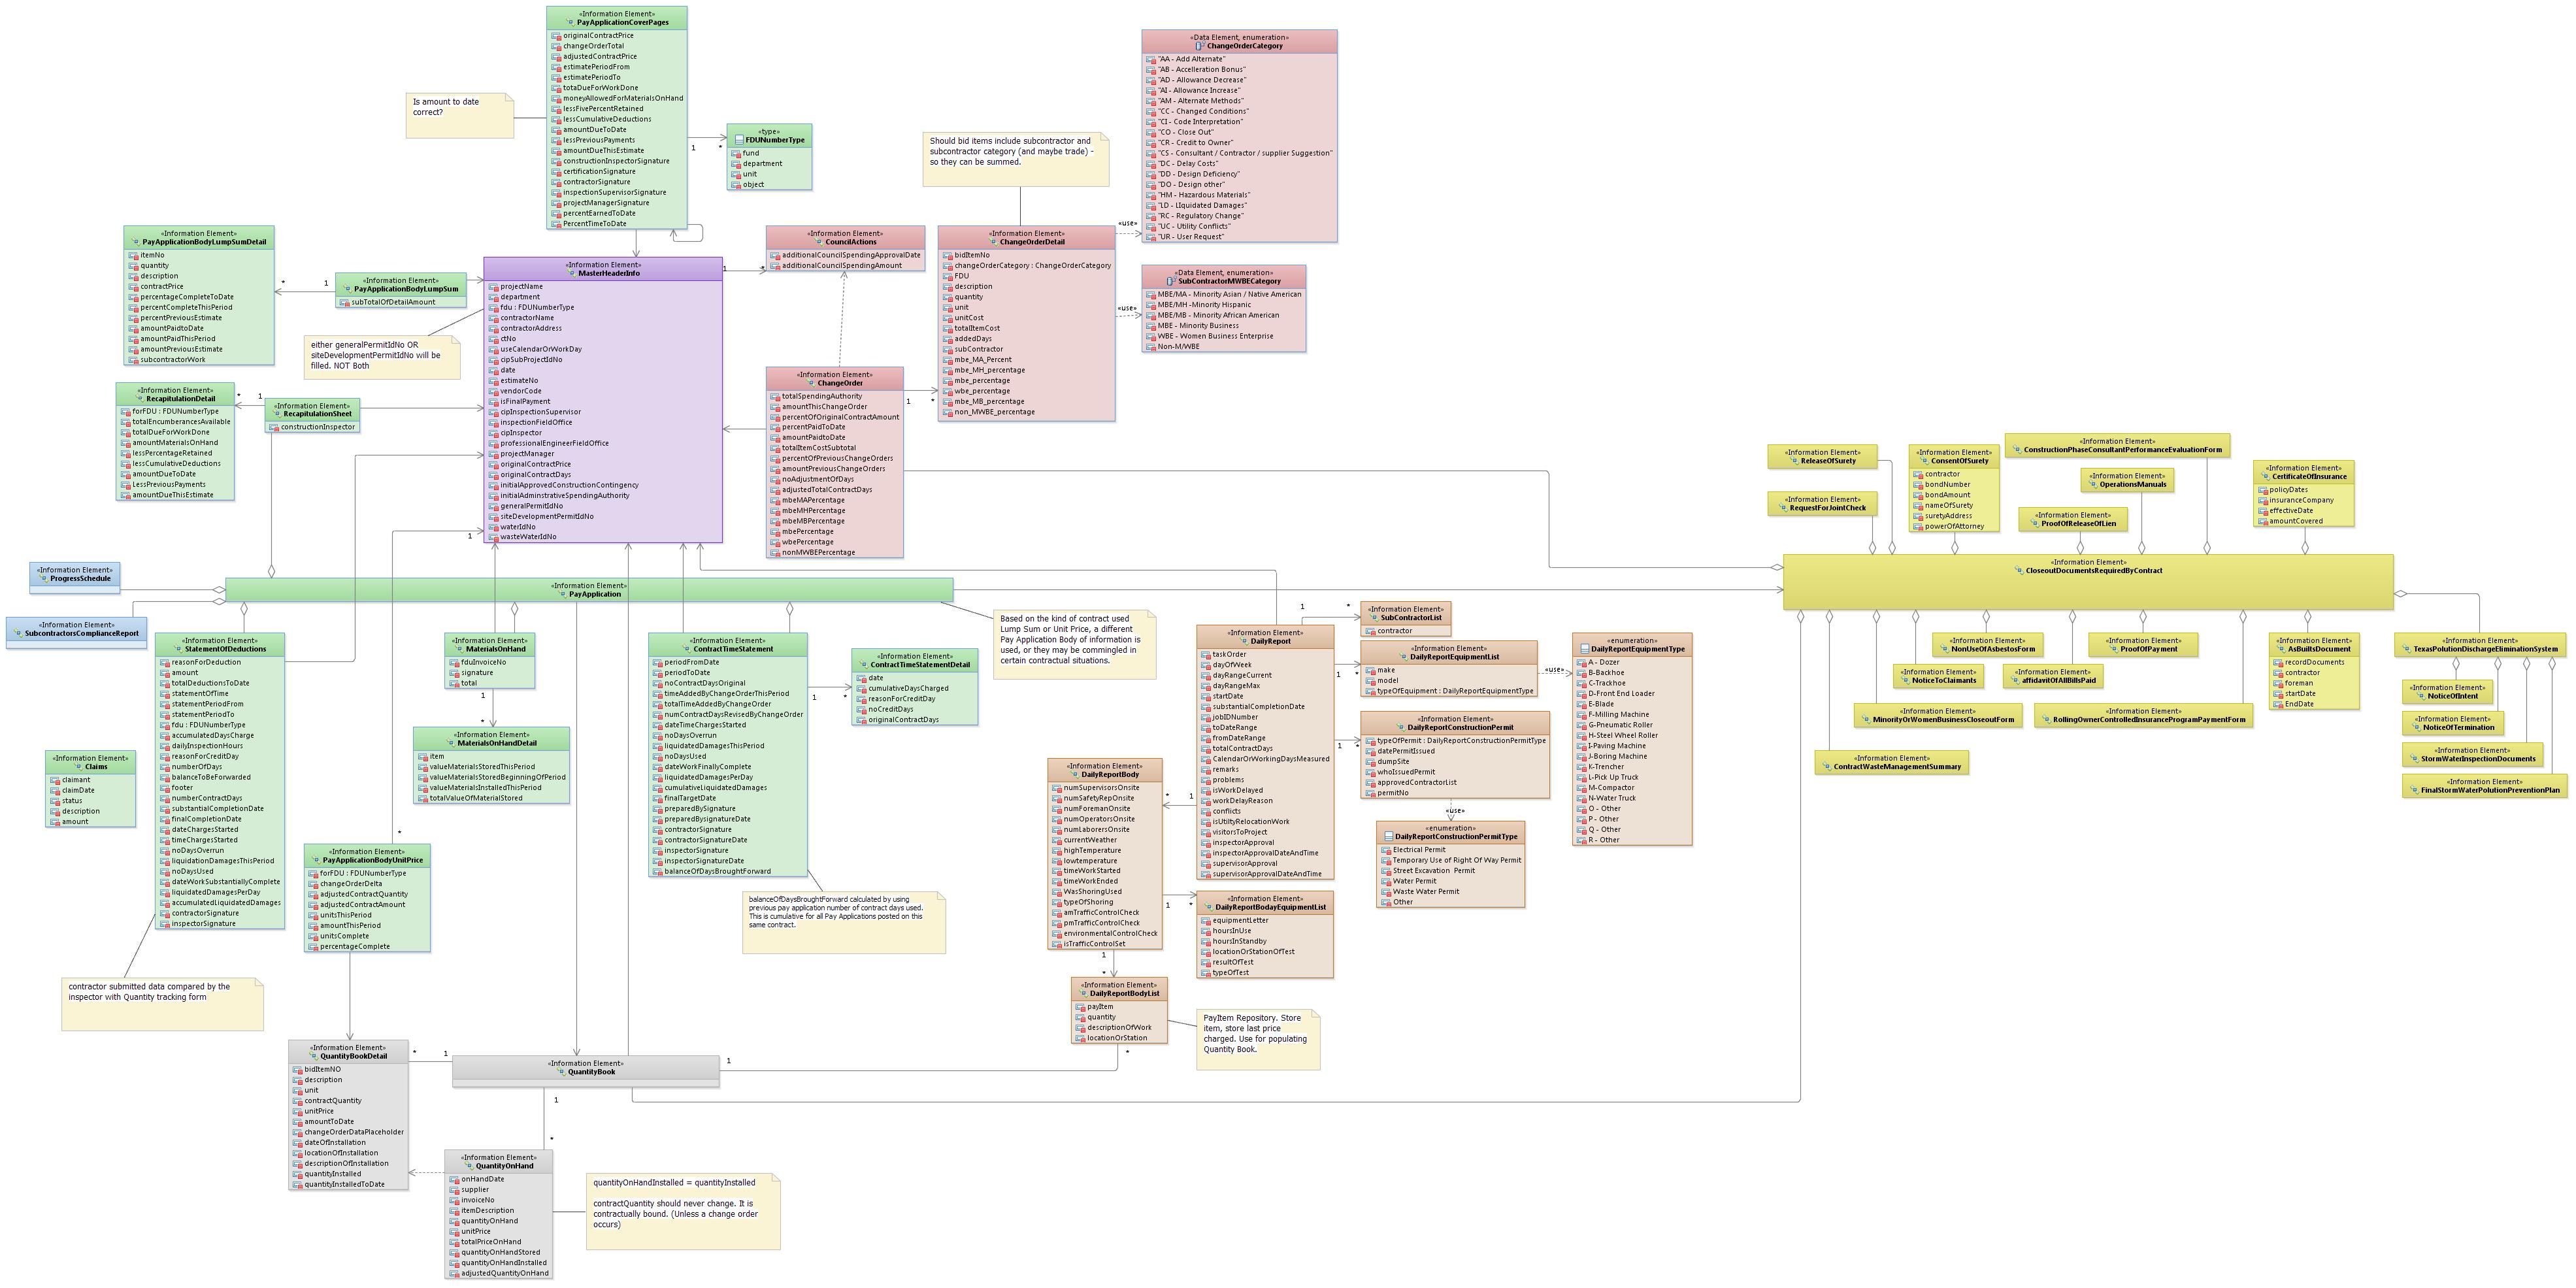 «Information Element»
PayApplicationCoverPages
originalContractPrice
changeOrderTotal
adjustedContractPrice
estimatePeriodFrom
estimatePeriodTo
totaDueForWorkDone
moneyAllowedForMaterialsOnHand
lessFivePercentRetained
lessCumulativeDeductions
amountDueToDate
lessPreviousPayments
amountDueThisEstimate
constructionInspectorSignature
certificationSignature
contractorSignature
inspectionSupervisorSignature
projectManagerSignature
percentEarnedToDate
PercentTimeToDate
Is amount to date
correct?
1
*
«type»
FDUNumberType
fund
department
unit
object
Should bid items include subcontractor and
subcontractor category (and maybe trade) -
so they can be summed.
«Data Element, enumeration»
ChangeOrderCategory
"AA - Add Alternate"
"AB - Accelleration Bonus"
"AD - Allowance Decrease"
"AI - Allowance Increase"
"AM - Alternate Methods"
"CC - Changed Conditions"
"CI - Code Interpretation"
"CO - Close Out"
"CR - Credit to Owner"
"CS - Consultant / Contractor / supplier Suggestion"
"DC - Delay Costs"
"DD - Design Deficiency"
"DO - Design other"
"HM - Hazardous Materials"
"LD - LIquidated Damages"
"RC - Regulatory Change"
"UC - Utility Conflicts"
"UR - User Request"
«use»
«Data Element, enumeration»
SubContractorMWBECategory
MBE/MA - Minority Asian / Native American
MBE/MH -Minority Hispanic
MBE/MB - Minority African American
MBE - Minority Business
WBE - Women Business Enterprise
Non-M/WBE
«use»
«Information Element»
PayApplicationBodyLumpSumDetail
itemNo
quantity
description
contractPrice
percentageCompleteToDate
percentCompleteThisPeriod
percentPreviousEstimate
amountPaidtoDate
amountPaidThisPeriod
amountPreviousEstimate
subcontractorWork
*
1
«Information Element»
PayApplicationBodyLumpSum
subTotalOfDetailAmount
either generalPermitIdNo OR
siteDevelopmentPermitIdNo will be
filled. NOT Both
«Information Element»
RecapitulationDetail
forFDU : FDUNumberType
totalEncumberancesAvailable
totalDueForWorkDone
amountMaterialsOnHand
lessPercentageRetained
lessCumulativeDeductions
amountDueToDate
LessPreviousPayments
amountDueThisEstimate
*
1
«Information Element»
RecapitulationSheet
constructionInspector
«Information Element»
MasterHeaderInfo
projectName
department
fdu : FDUNumberType
contractorName
contractorAddress
ctNo
useCalendarOrWorkDay
cipSubProjectIdNo
date
estimateNo
vendorCode
isFinalPayment
cipInspectionSupervisor
inspectionFieldOffice
cipInspector
professionalEngineerFieldOffice
projectManager
originalContractPrice
originalContractDays
initialApprovedConstructionContingency
initialAdminstrativeSpendingAuthority
generalPermitIdNo
siteDevelopmentPermitIdNo
waterIdNo
wasteWaterIdNo
1
1
*
«Information Element»
CouncilActions
additionalCouncilSpendingApprovalDate
additionalCouncilSpendingAmount
«Information Element»
ChangeOrder
totalSpendingAuthority
amountThisChangeOrder
percentOfOriginalContractAmount
percentPaidToDate
amountPaidtoDate
totalItemCostSubtotal
percentOfPreviousChangeOrders
amountPreviousChangeOrders
noAdjustmentOfDays
adjustedTotalContractDays
mbeMAPercentage
mbeMHPercentage
mbeMBPercentage
mbePercentage
wbePercentage
nonMWBEPercentage
1
*
«Information Element»
ChangeOrderDetail
bidItemNo
changeOrderCategory : ChangeOrderCategory
FDU
description
quantity
unit
unitCost
totalItemCost
addedDays
subContractor
mbe_MA_Percent
mbe_MH_percentage
mbe_percentage
wbe_percentage
mbe_MB_percentage
non_MWBE_percentage
«Information Element»
ReleaseOfSurety
«Information Element»
RequestForJointCheck
«Information Element»
ConsentOfSurety
contractor
bondNumber
bondAmount
nameOfSurety
suretyAddress
powerOfAttorney
«Information Element»
ConstructionPhaseConsultantPerformanceEvaluationForm
«Information Element»
OperationsManuals
«Information Element»
ProofOfReleaseOfLien
«Information Element»
CertificateOfInsurance
policyDates
insuranceCompany
effectiveDate
amountCovered
«Information Element»
CloseoutDocumentsRequiredByContract
«Information Element»
ProgressSchedule
«Information Element»
SubcontractorsComplianceReport
«Information Element»
PayApplication
Based on the kind of contract used
Lump Sum or Unit Price, a different
Pay Application Body of information is
used, or they may be commingled in
certain contractual situations.
«Information Element»
StatementOfDeductions
reasonForDeduction
amount
totalDeductionsToDate
statementOfTime
statementPeriodFrom
statementPeriodTo
fdu : FDUNumberType
accumulatedDaysCharge
dailyInspectionHours
reasonForCreditDay
numberOfDays
balanceToBeForwarded
footer
numberContractDays
substantialCompletionDate
finalCompletionDate
dateChargesStarted
timeChargesStarted
noDaysOverrun
liquidationDamagesThisPeriod
noDaysUsed
dateWorkSubstantiallyComplete
liquidatedDamagesPerDay
accumulatedLiquidatedDamages
contractorSignature
inspectorSignature
«Information Element»
Claims
claimant
claimDate
status
description
amount
contractor submitted data compared by the
inspector with Quantity tracking form
*
«Information Element»
PayApplicationBodyUnitPrice
forFDU : FDUNumberType
changeOrderDelta
adjustedContractQuantity
adjustedContractAmount
unitsThisPeriod
amountThisPeriod
unitsComplete
percentageComplete
«Information Element»
MaterialsOnHand
fduInvoiceNo
signature
total
1
*
«Information Element»
MaterialsOnHandDetail
item
valueMaterialsStoredThisPeriod
valueMaterialsStoredBeginningOfPeriod
valueMaterialsInstalledThisPeriod
totalValueOfMaterialStored
«Information Element»
ContractTimeStatement
periodFromDate
periodToDate
noContractDaysOriginal
timeAddedByChangeOrderThisPeriod
totalTimeAddedByChangeOrder
numContractDaysRevisedByChangeOrder
dateTimeChargesStarted
noDaysOverrun
liquidatedDamagesThisPeriod
noDaysUsed
dateWorkFinallyComplete
liquidatedDamagesPerDay
cumulativeLiquidatedDamages
finalTargetDate
preparedBySignature
preparedBysignatureDate
contractorSignature
contractorSignatureDate
inspectorSignature
inspectorSignatureDate
balanceOfDaysBroughtForward
1
*
«Information Element»
ContractTimeStatementDetail
date
cumulativeDaysCharged
reasonForCreditDay
noCreditDays
originalContractDays
balanceOfDaysBroughtForward calculated by using
previous pay application number of contract days used.
This is cumulative for all Pay Applications posted on this
same contract.
«Information Element»
DailyReport
taskOrder
dayOfWeek
dayRangeCurrent
dayRangeMax
startDate
substantialCompletionDate
jobIDNumber
toDateRange
fromDateRange
totalContractDays
CalendarOrWorkingDaysMeasured
remarks
problems
isWorkDelayed
workDelayReason
conflicts
isUtiltyRelocationWork
visitorsToProject
inspectorApproval
inspectorApprovalDateAndTime
supervisorApproval
supervisorApprovalDateAndTime
1
*
«Information Element»
SubContractorList
contractor
1
*
«Information Element»
DailyReportEquipmentList
make
model
typeOfEquipment : DailyReportEquipmentType
«use»
«enumeration»
DailyReportEquipmentType
A - Dozer
B-Backhoe
C-Trackhoe
D-Front End Loader
E-Blade
F-Milling Machine
G-Pneumatic Roller
H-Steel Wheel Roller
I-Paving Machine
J-Boring Machine
K-Trencher
L-Pick Up Truck
M-Compactor
N-Water Truck
O - Other
P - Other
Q - Other
R - Other
1
*
«Information Element»
DailyReportConstructionPermit
typeOfPermit : DailyReportConstructionPermitType
datePermitIssued
dumpSite
whoIssuedPermit
approvedContractorList
permitNo
«use»
«enumeration»
DailyReportConstructionPermitType
Electrical Permit
Temporary Use of Right Of Way Permit
Street Excavation  Permit
Water Permit
Waste Water Permit
Other
*
1
«Information Element»
DailyReportBody
numSupervisorsOnsite
numSafetyRepOnsite
numForemanOnsite
numOperatorsOnsite
numLaborersOnsite
currentWeather
highTemperature
lowtemperature
timeWorkStarted
timeWorkEnded
WasShoringUsed
typeOfShoring
amTrafficControlCheck
pmTrafficControlCheck
environmentalControlCheck
isTrafficControlSet
1
*
«Information Element»
DailyReportBodayEquipmentList
equipmentLetter
hoursInUse
hoursInStandby
locationOrStationOfTest
resultOfTest
typeOfTest
1
*
«Information Element»
DailyReportBodyList
payItem
quantity
descriptionOfWork
locationOrStation
*
PayItem Repository. Store
item, store last price
charged. Use for populating
Quantity Book.
«Information Element»
NoticeToClaimants
«Information Element»
NonUseOfAsbestosForm
«Information Element»
affidavitOfAllBillsPaid
«Information Element»
ProofOfPayment
«Information Element»
MinorityOrWomenBusinessCloseoutForm
«Information Element»
RollingOwnerControlledInsuranceProgramPaymentForm
«Information Element»
ContractWasteManagementSummary
«Information Element»
AsBuiltsDocument
recordDocuments
contractor
foreman
startDate
EndDate
«Information Element»
TexasPolutionDischargeEliminationSystem
«Information Element»
NoticeOfIntent
«Information Element»
NoticeOfTermination
«Information Element»
StormWaterInspectionDocuments
«Information Element»
FinalStormWaterPolutionPreventionPlan
«Information Element»
QuantityBookDetail
bidItemNO
description
unit
contractQuantity
unitPrice
amountToDate
changeOrderDataPlaceholder
dateOfInstallation
locationOfInstallation
descriptionOfInstallation
quantityInstalled
quantityInstalledToDate
*
1
«Information Element»
QuantityBook
1
1
*
«Information Element»
QuantityOnHand
onHandDate
supplier
invoiceNo
itemDescription
quantityOnHand
unitPrice
totalPriceOnHand
quantityOnHandStored
quantityOnHandInstalled
adjustedQuantityOnHand
quantityOnHandInstalled = quantityInstalled
contractQuantity should never change. It is
contractually bound. (Unless a change order
occurs)